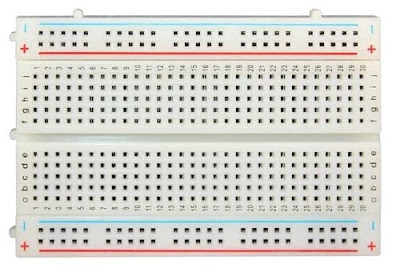 − −
+ +
1 2 3 4 5 6 7 8 9 10 11 12 13 14 15 16 17 18 19 20 21 22 23 24 25 26 27 28 29 30
j j
i i
h h
g g
f f
e e
d d
c c
b b
a a
1 2 3 4 5 6 7 8 9 10 11 12 13 14 15 16 17 18 19 20 21 22 23 24 25 26 27 28 29 30
− −
+ +